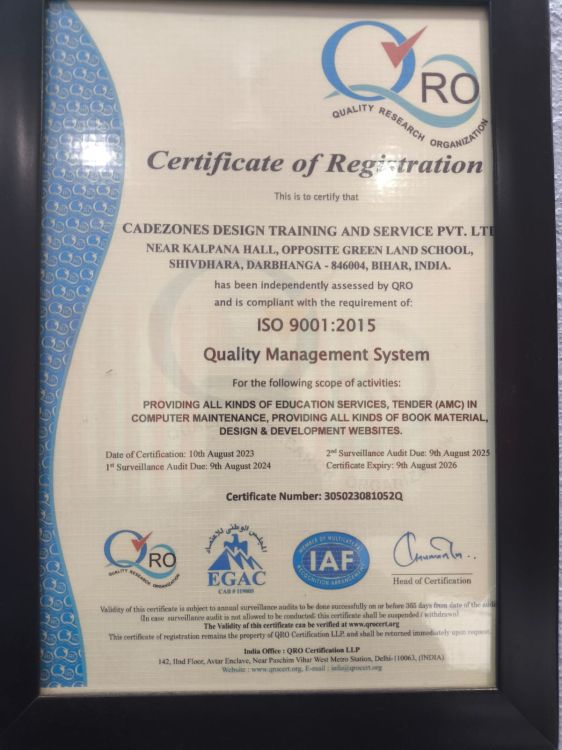 QRO
QUALITY RESEARCH ORGANIZATION
Certificate of Registration
This is to certify that
CADEZONES DESIGN TRAINING AND SERVICE PVT. LT
NEAR KALPANA HALL, OPPOSITE GREEN LAND SCHOOL,
SHIVDHARA, DARBHANGA - 846004, BIHAR, INDIA.
has been independently assessed by QRO
and is compliant with the requirement of:
ISO 9001:2015
Quality Management System
For the following scope of activities:
PROVIDING ALL KINDS OF EDUCATION SERVICES, TENDER (AMC) IN
COMPUTER MAINTENANCE, PROVIDING ALL KINDS OF BOOK MATERIAL,
DESIGN & DEVELOPMENT WEBSITES.
Date of Certification: 10th August 2023
2nd Surveillance Audit Due: 9th August 2025
1st Surveillance Audit Due: 9th August 2024
Certificate Expiry: 9th August 2026
Certificate Number: 305023081052Q
QRO
QUALITY RESEARCH ORGANIZATION
المجلس الوطني للاعتماد
EGAC
CAB # 119005
MEMBER OF MULTILATERAL
IAF
RECOGNITION ARRANGEMENT
Head of Certification
Validity of this certificate is subject to annual surveillance audits to be done successfully on or before 365 days from date of the audit
(In case surveillance audit is not allowed to be conducted- this certificate shall be suspended / withdrawn)
The Validity of this certificate can be verified at www.qrocert.org
This certificate of registration remains the property of QRO Certification LLP. and shall be returned immediately upon request.
India Office : QRO Certification LLP
142, IInd Floor, Avtar Enclave, Near Paschim Vihar West Metro Station, Delhi-110063, (INDIA)
Website : www.qrocert.org, E-mail : info@qrocert.org